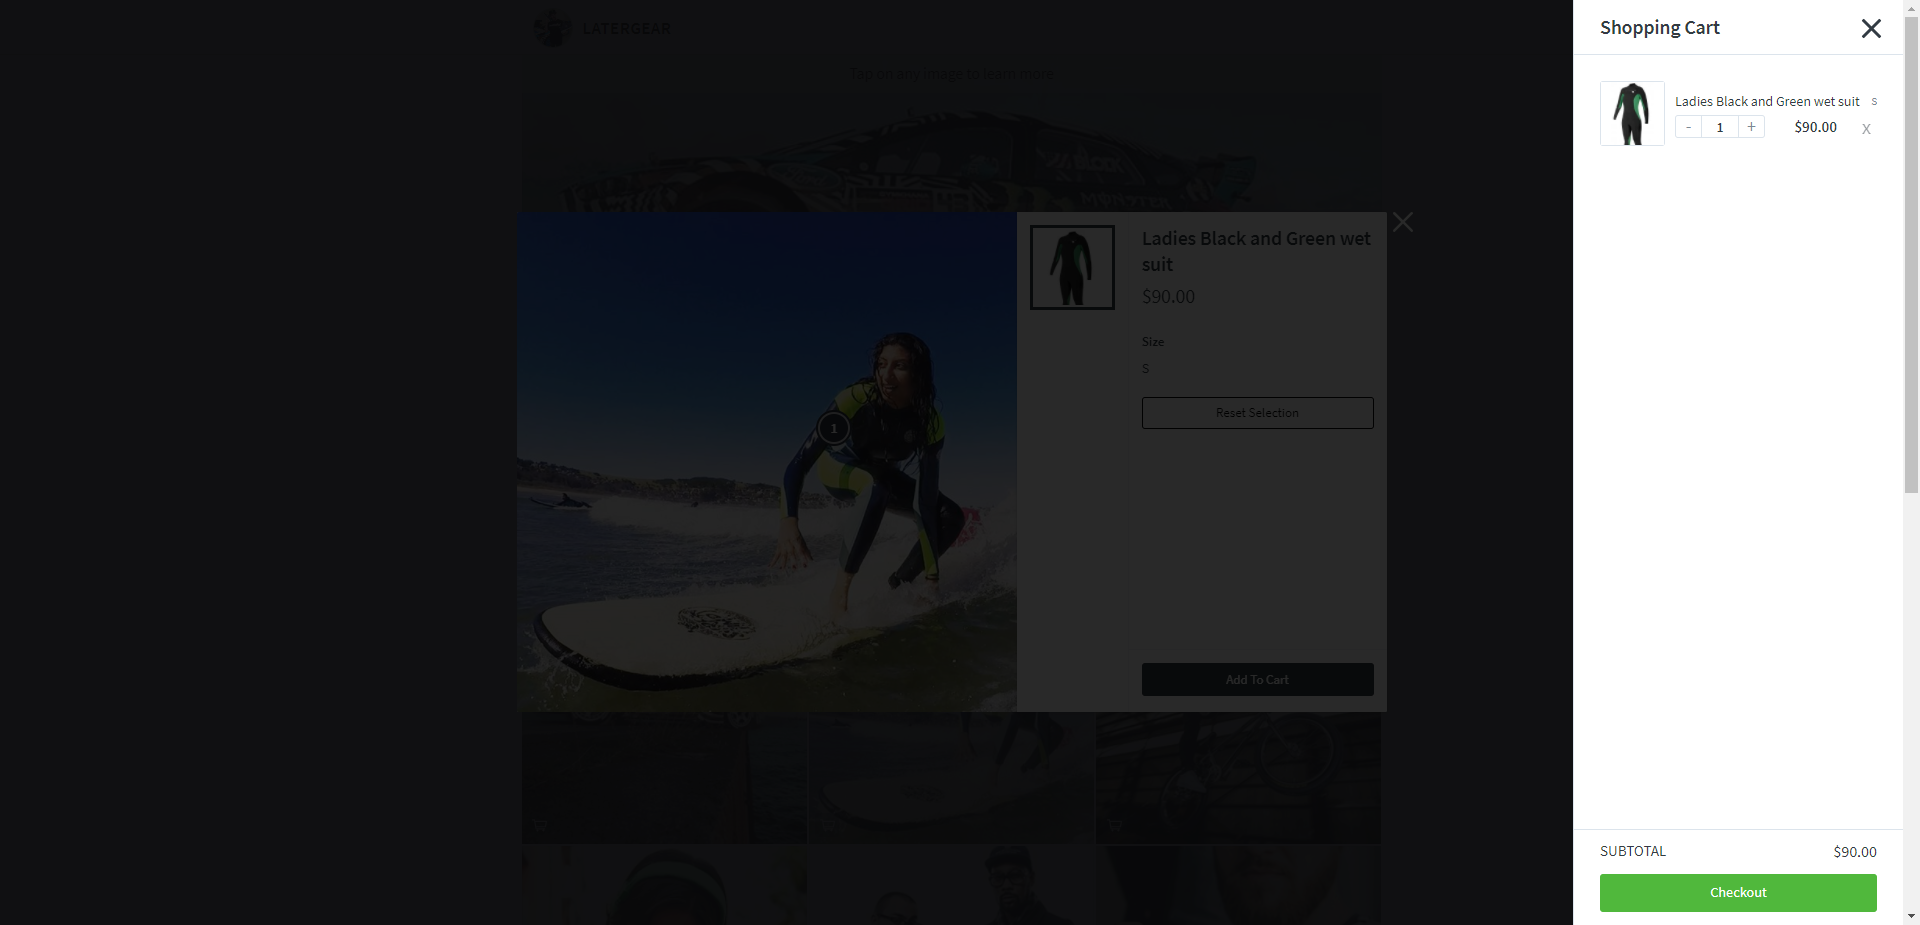 LATERGEAR
Tap on any image to learn more
MONSTER
1
Ladies Black and Green wet
suit
$90.00
Size
S
Reset Selection
Add To Cart
Shopping Cart
Ladies Black and Green wet suit S
- 1 + $90.00 X
SUBTOTAL $90.00
Checkout